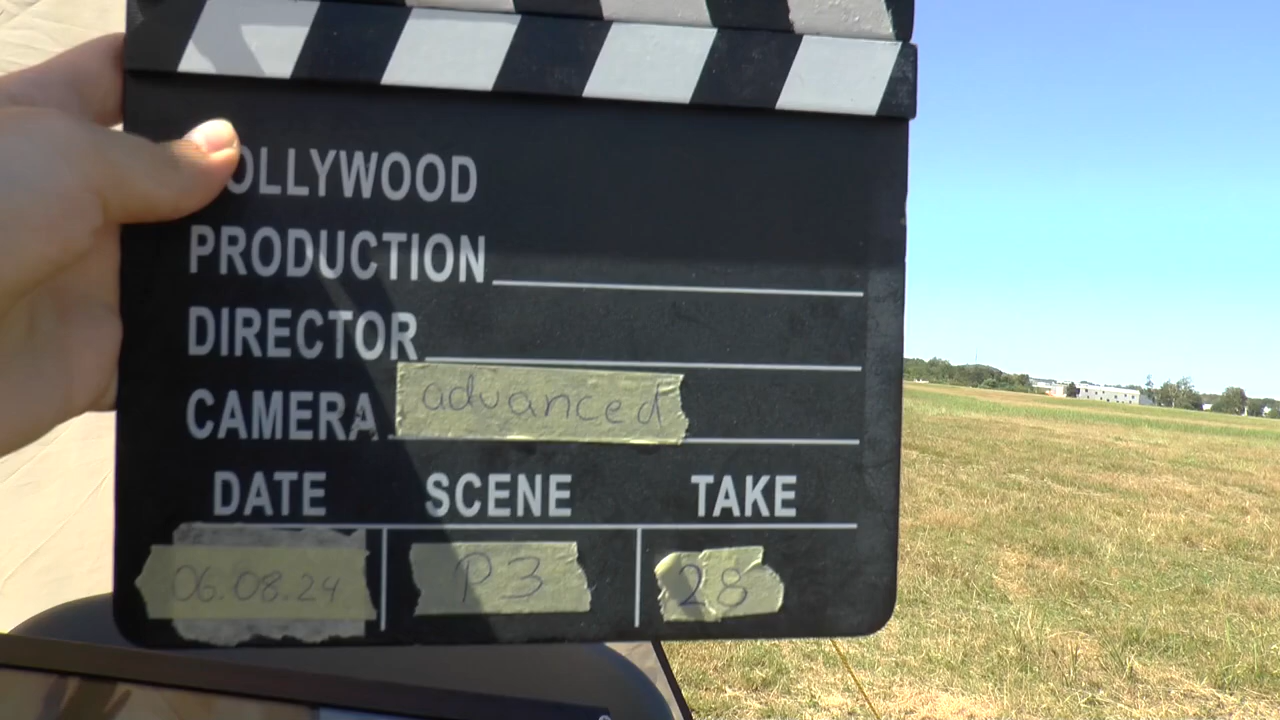 OLLYWOOD
PRODUCTION
DIRECTOR
CAMERA advanced
DATE SCENE TAKE
06.08.24 P3 28